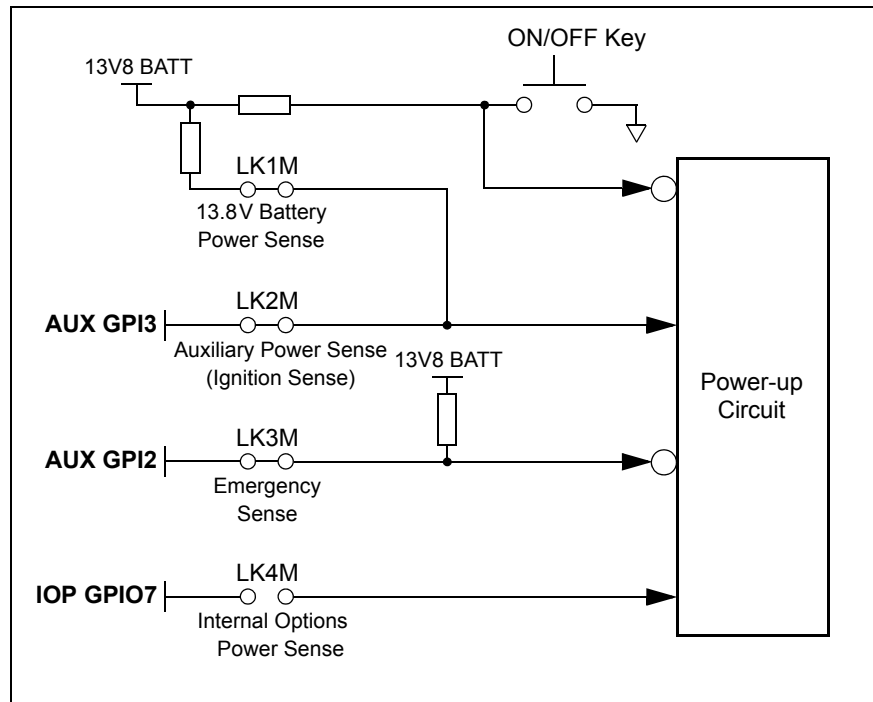 ON/OFF Key
13V8 BATT
LK1M
13.8V Battery
Power Sense
LK2M
AUX GPI3
Auxiliary Power Sense
(Ignition Sense)
13V8 BATT
Power-up
Circuit
LK3M
AUX GPI2
Emergency
Sense
LK4M
IOP GPIO7
Internal Options
Power Sense